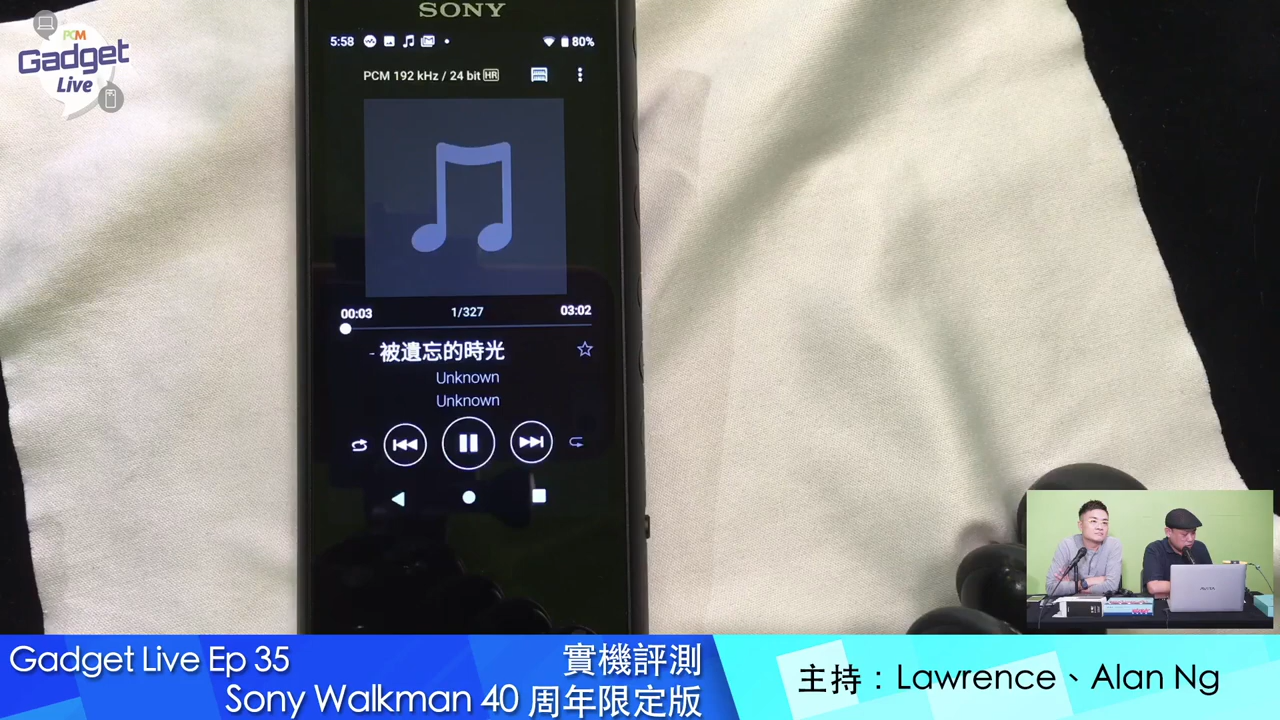 SONY
5:58
80%
PCM 192 kHz / 24 bit HR
00:03
1/327
03:02
- 被遺忘的時光
Unknown
Unknown
PCM
Gadget
Live
Gadget Live Ep 35
實機評測
Sony Walkman 40 周年限定版
主持：Lawrence、Alan Ng